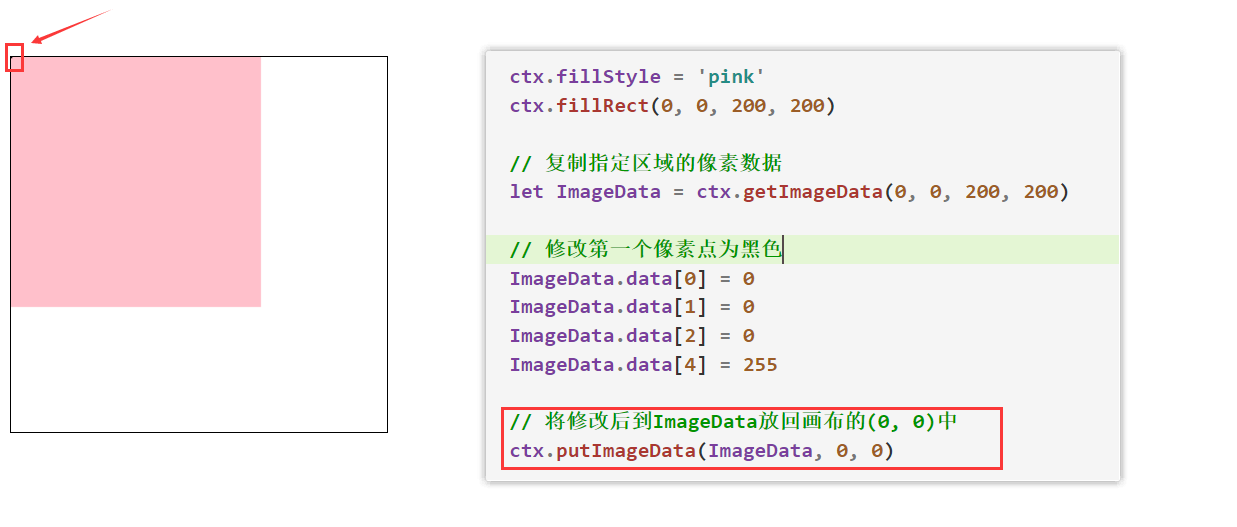 ctx.fillStyle = 'pink'
ctx.fillRect(0, 0, 200, 200)
// 复制指定区域的像素数据
let ImageData = ctx.getImageData(0, 0, 200, 200)
// 修改第一个像素点为黑色
ImageData.data[0] = 0
ImageData.data[1] = 0
ImageData.data[2] = 0
ImageData.data[4] = 255
// 将修改后到ImageData放回画布的(0, 0)中
ctx.putImageData(ImageData, 0, 0)